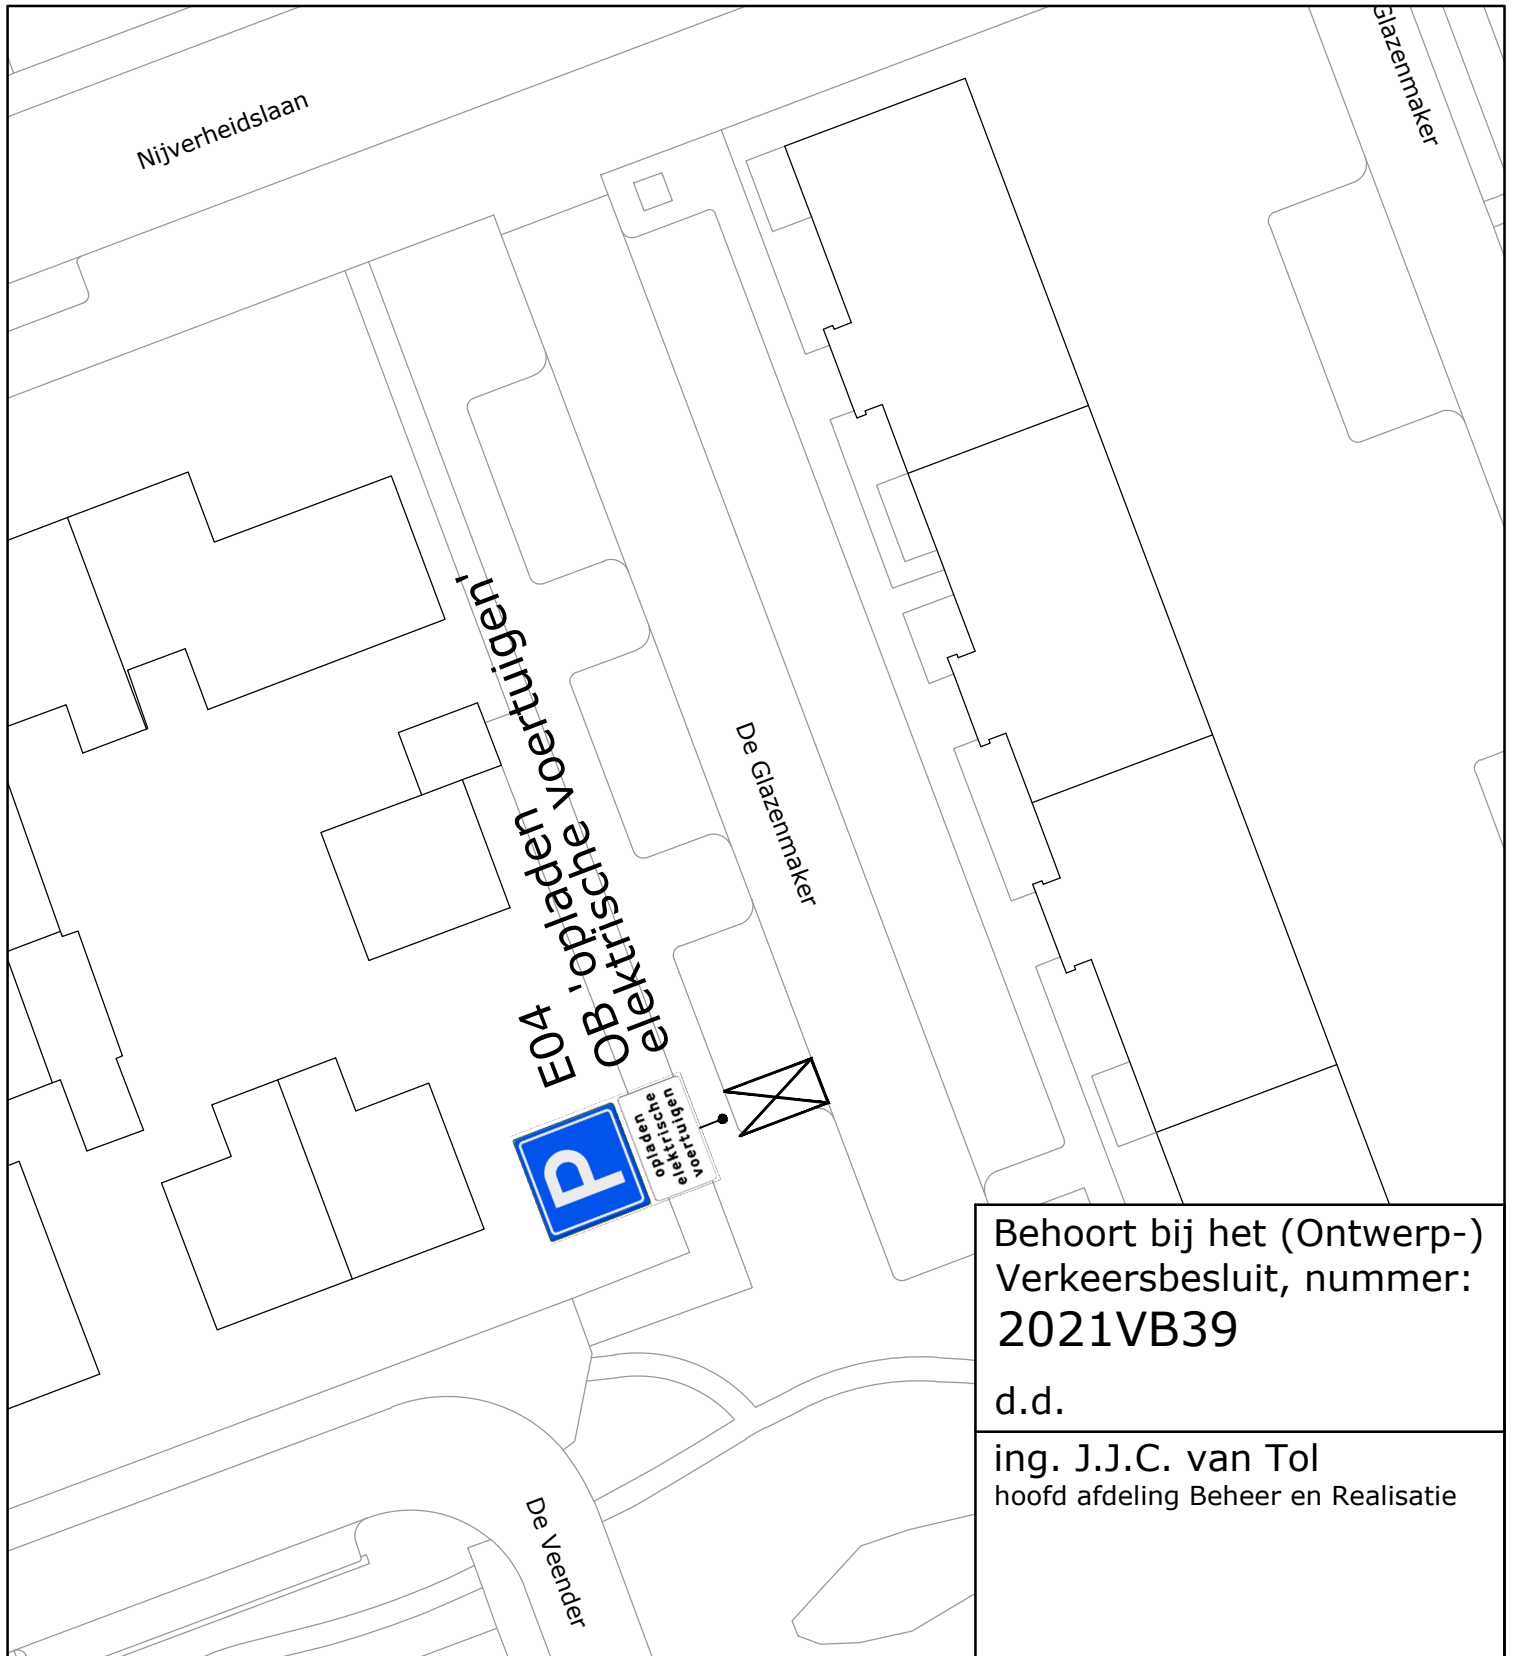 Nijverheidslaan
Glazenmaker
De Glazenmaker
E04
OB 'opladen
elektrische voertuigen'
P
opladen
elektrische
voertuigen
De Veender
Behoort bij het (Ontwerp-)
Verkeersbesluit, nummer:
2021VB39
d.d.
ing. J.J.C. van Tol
hoofd afdeling Beheer en Realisatie